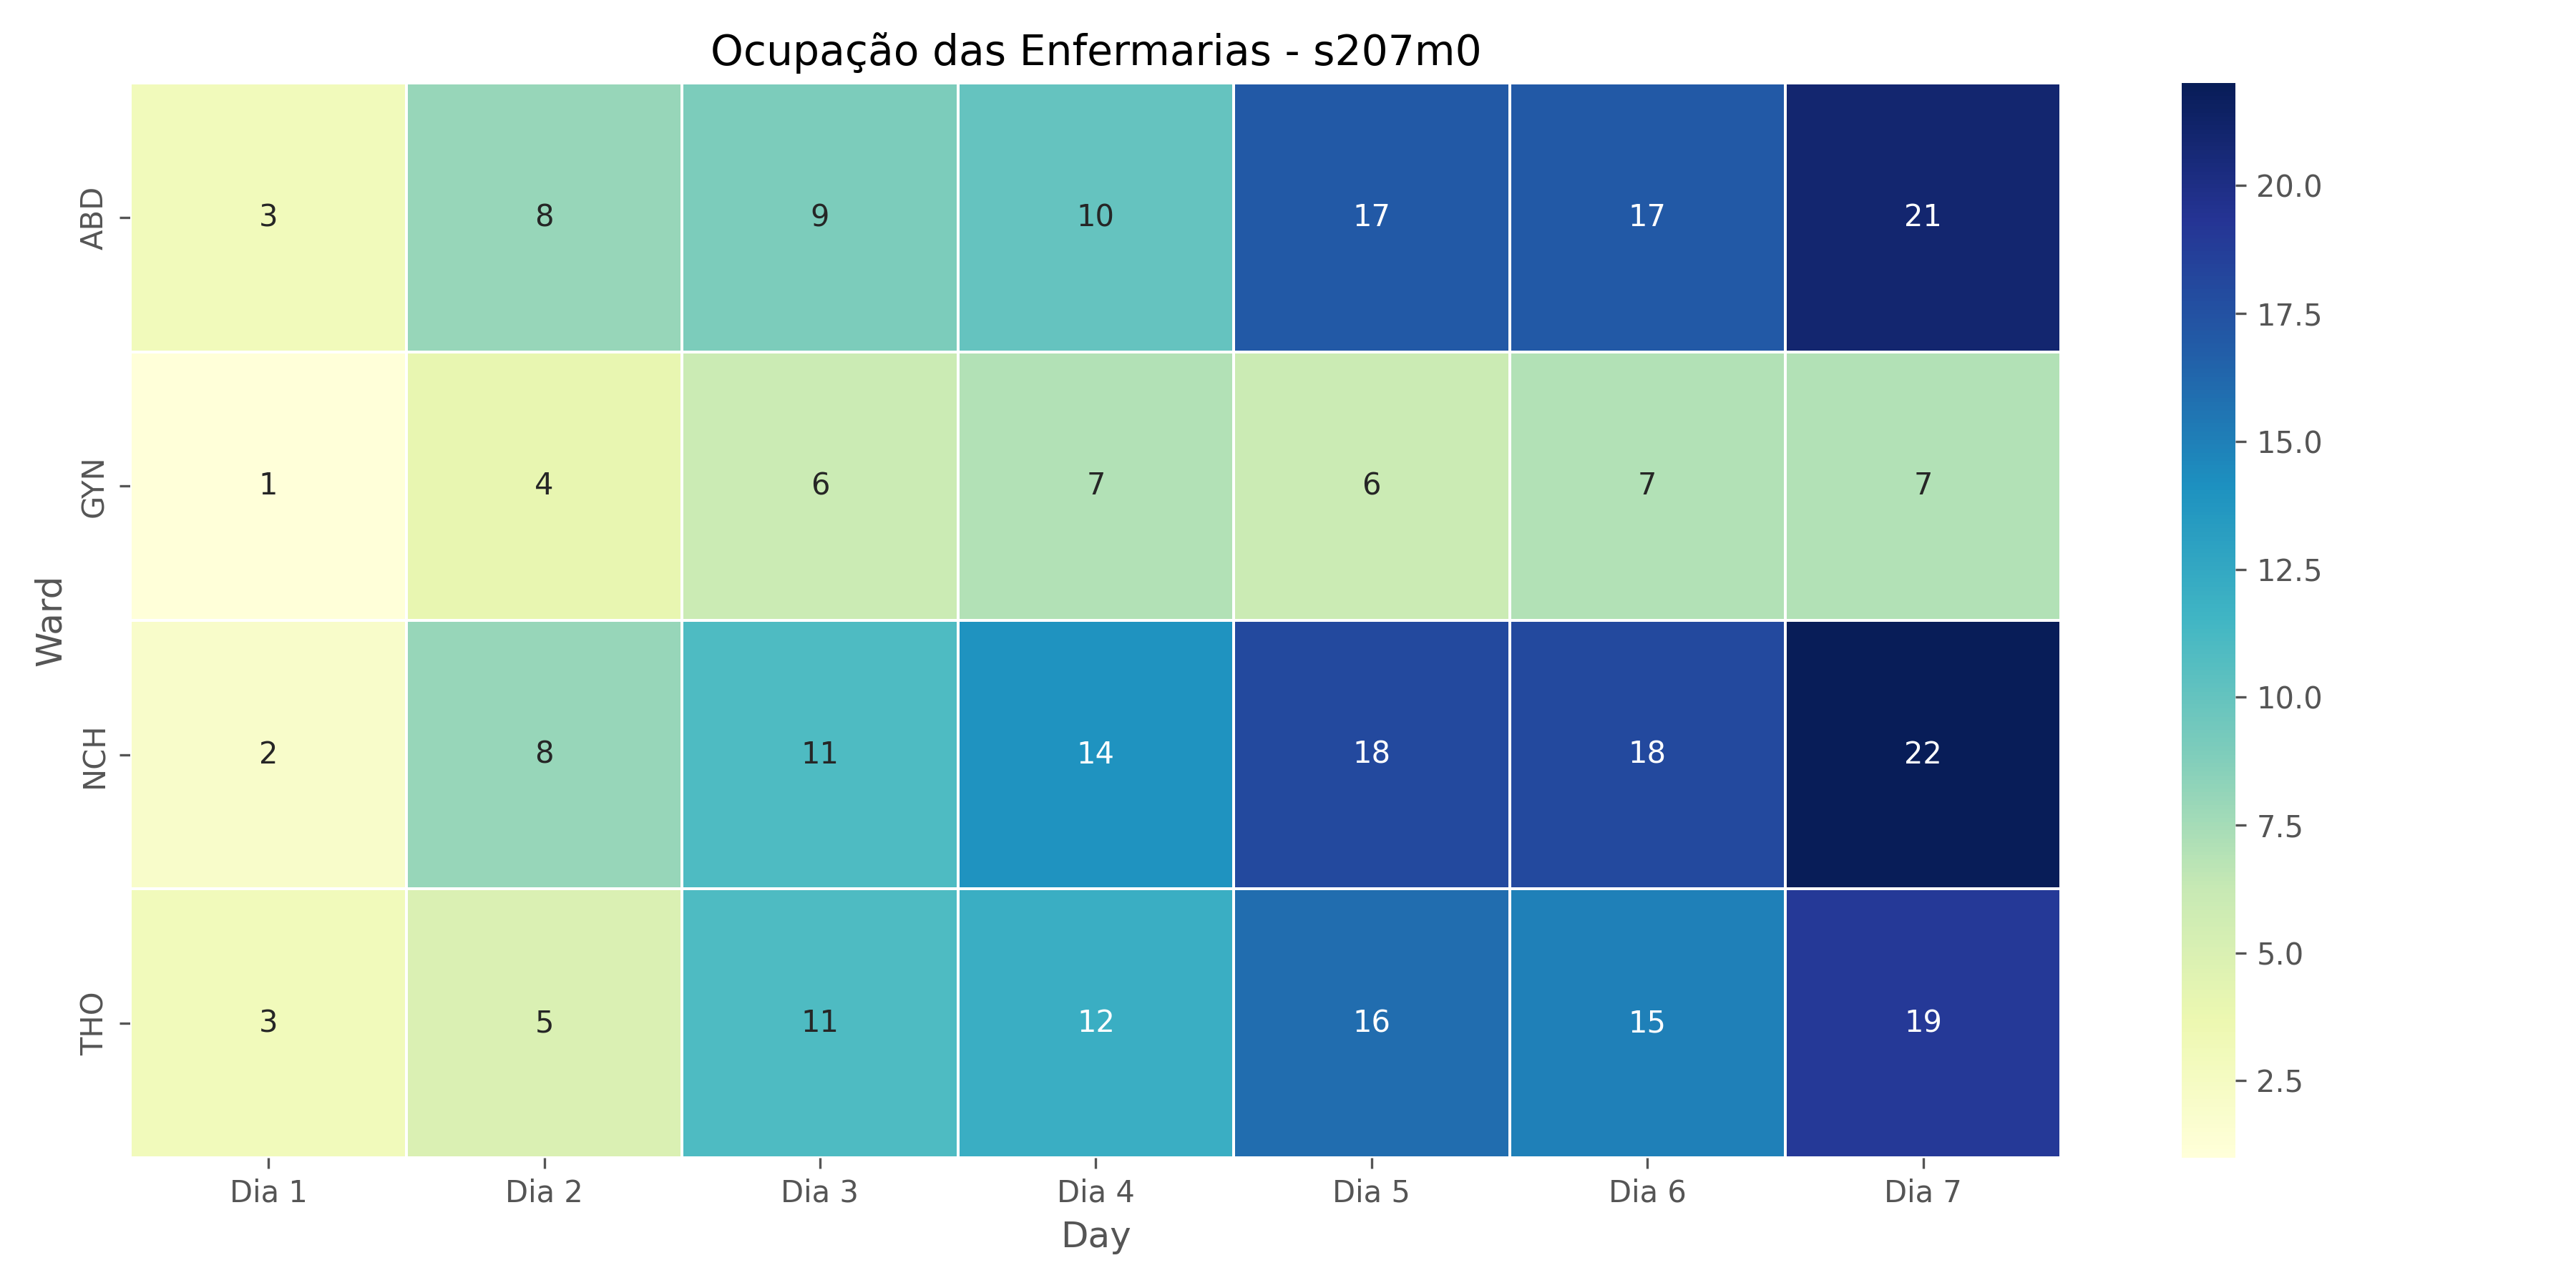 Ocupação das Enfermarias - s207m0
Ward
ABD 3 8 9 10 17 17 21
GYN 1 4 6 7 6 7 7
NCH 2 8 11 14 18 18 22
THO 3 5 11 12 16 15 19
Dia 1 Dia 2 Dia 3 Dia 4 Dia 5 Dia 6 Dia 7
Day
20.0
17.5
15.0
12.5
10.0
7.5
5.0
2.5